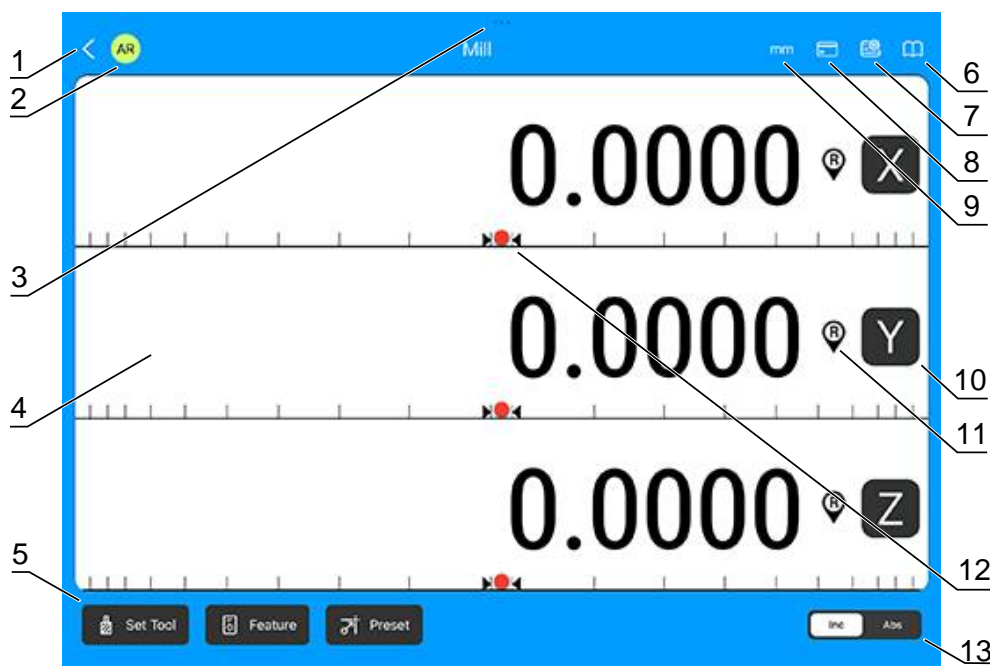 1
AR
Mill
mm
2
6
7
0.0000
R
X
8
9
3
0.0000
R
Y
4
10
11
0.0000
R
Z
5
12
Set Tool
Feature
Preset
Inc
Abs
13